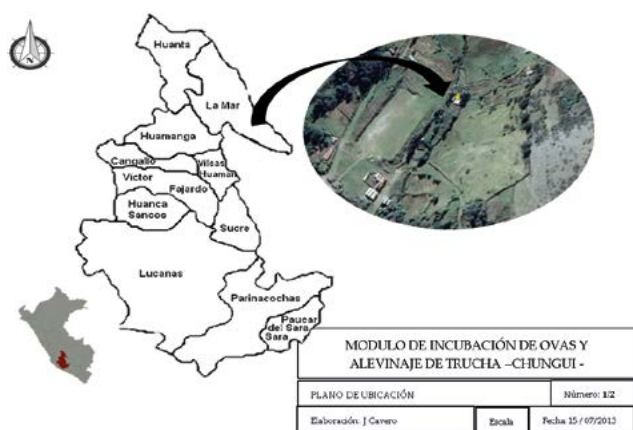 N
Huanta
La Mar
Huamanga
Cangallo
Vilsas
Huaman
Victor
Fajardo
Huanca
Sancos
Sucre
Lucanas
Parinacochas
Paucar
del Sara
Sara
MODULO DE INCUBACIÓN DE OVAS Y
ALEVINAJE DE TRUCHA –CHUNGUI -
PLANO DE UBICACIÓN
Número: 1/2
Elaboración: J Cavero
Escala
Fecha 15 / 07/2013